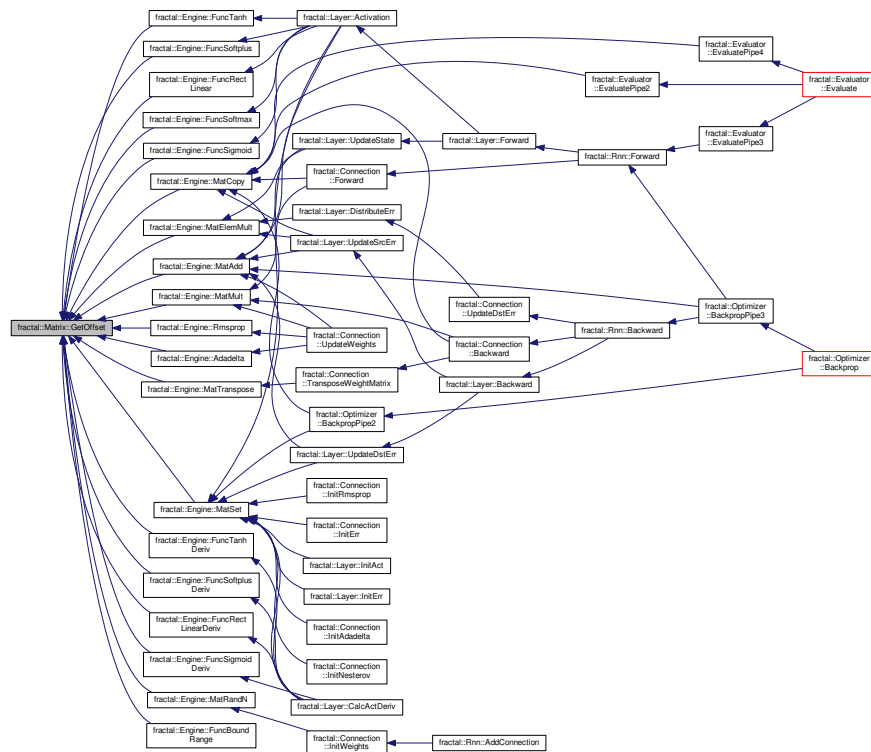 fractal::Matrix::GetOffset
fractal::Engine::FuncTanh
fractal::Engine::FuncSoftplus
fractal::Engine::FuncRect
Linear
fractal::Engine::FuncSoftmax
fractal::Engine::FuncSigmoid
fractal::Engine::MatCopy
fractal::Engine::MatElemMult
fractal::Engine::MatAdd
fractal::Engine::MatMult
fractal::Engine::Rmsprop
fractal::Engine::Adadelta
fractal::Engine::MatTranspose
fractal::Engine::MatSet
fractal::Engine::FuncTanh
Deriv
fractal::Engine::FuncSoftplus
Deriv
fractal::Engine::FuncRect
LinearDeriv
fractal::Engine::FuncSigmoid
Deriv
fractal::Engine::MatRandN
fractal::Engine::FuncBound
Range
fractal::Layer::Activation
fractal::Layer::UpdateState
fractal::Connection
::Forward
fractal::Layer::DistributeErr
fractal::Layer::UpdateSrcErr
fractal::Connection
::UpdateWeights
fractal::Connection
::TransposeWeightMatrix
fractal::Optimizer
::BackpropPipe2
fractal::Layer::UpdateDstErr
fractal::Connection
::InitRmsprop
fractal::Connection
::InitErr
fractal::Layer::InitAct
fractal::Layer::InitErr
fractal::Connection
::InitAdadelta
fractal::Connection
::InitNesterov
fractal::Layer::CalcActDeriv
fractal::Connection
::InitWeights
fractal::Layer::Forward
fractal::Connection
::UpdateDstErr
fractal::Connection
::Backward
fractal::Layer::Backward
fractal::Rnn::AddConnection
fractal::Evaluator
::EvaluatePipe2
fractal::Rnn::Forward
fractal::Rnn::Backward
fractal::Evaluator
::EvaluatePipe4
fractal::Evaluator
::EvaluatePipe3
fractal::Optimizer
::BackpropPipe3
fractal::Evaluator
::Evaluate
fractal::Optimizer
::Backprop